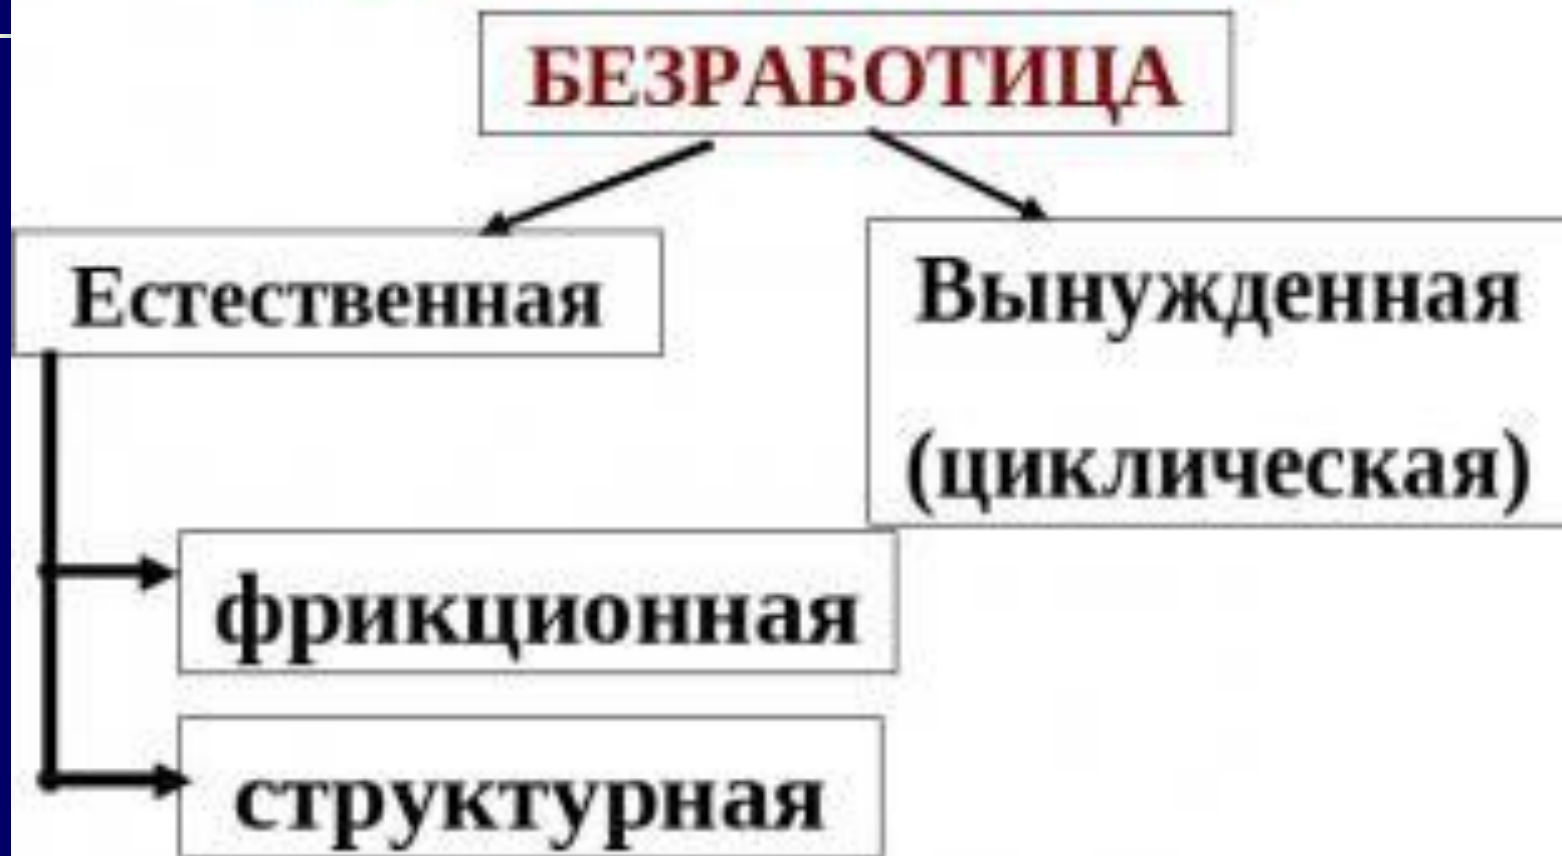 БЕЗРАБОТИЦА
Естественная
Вынужденная
(циклическая)
фрикционная
структурная